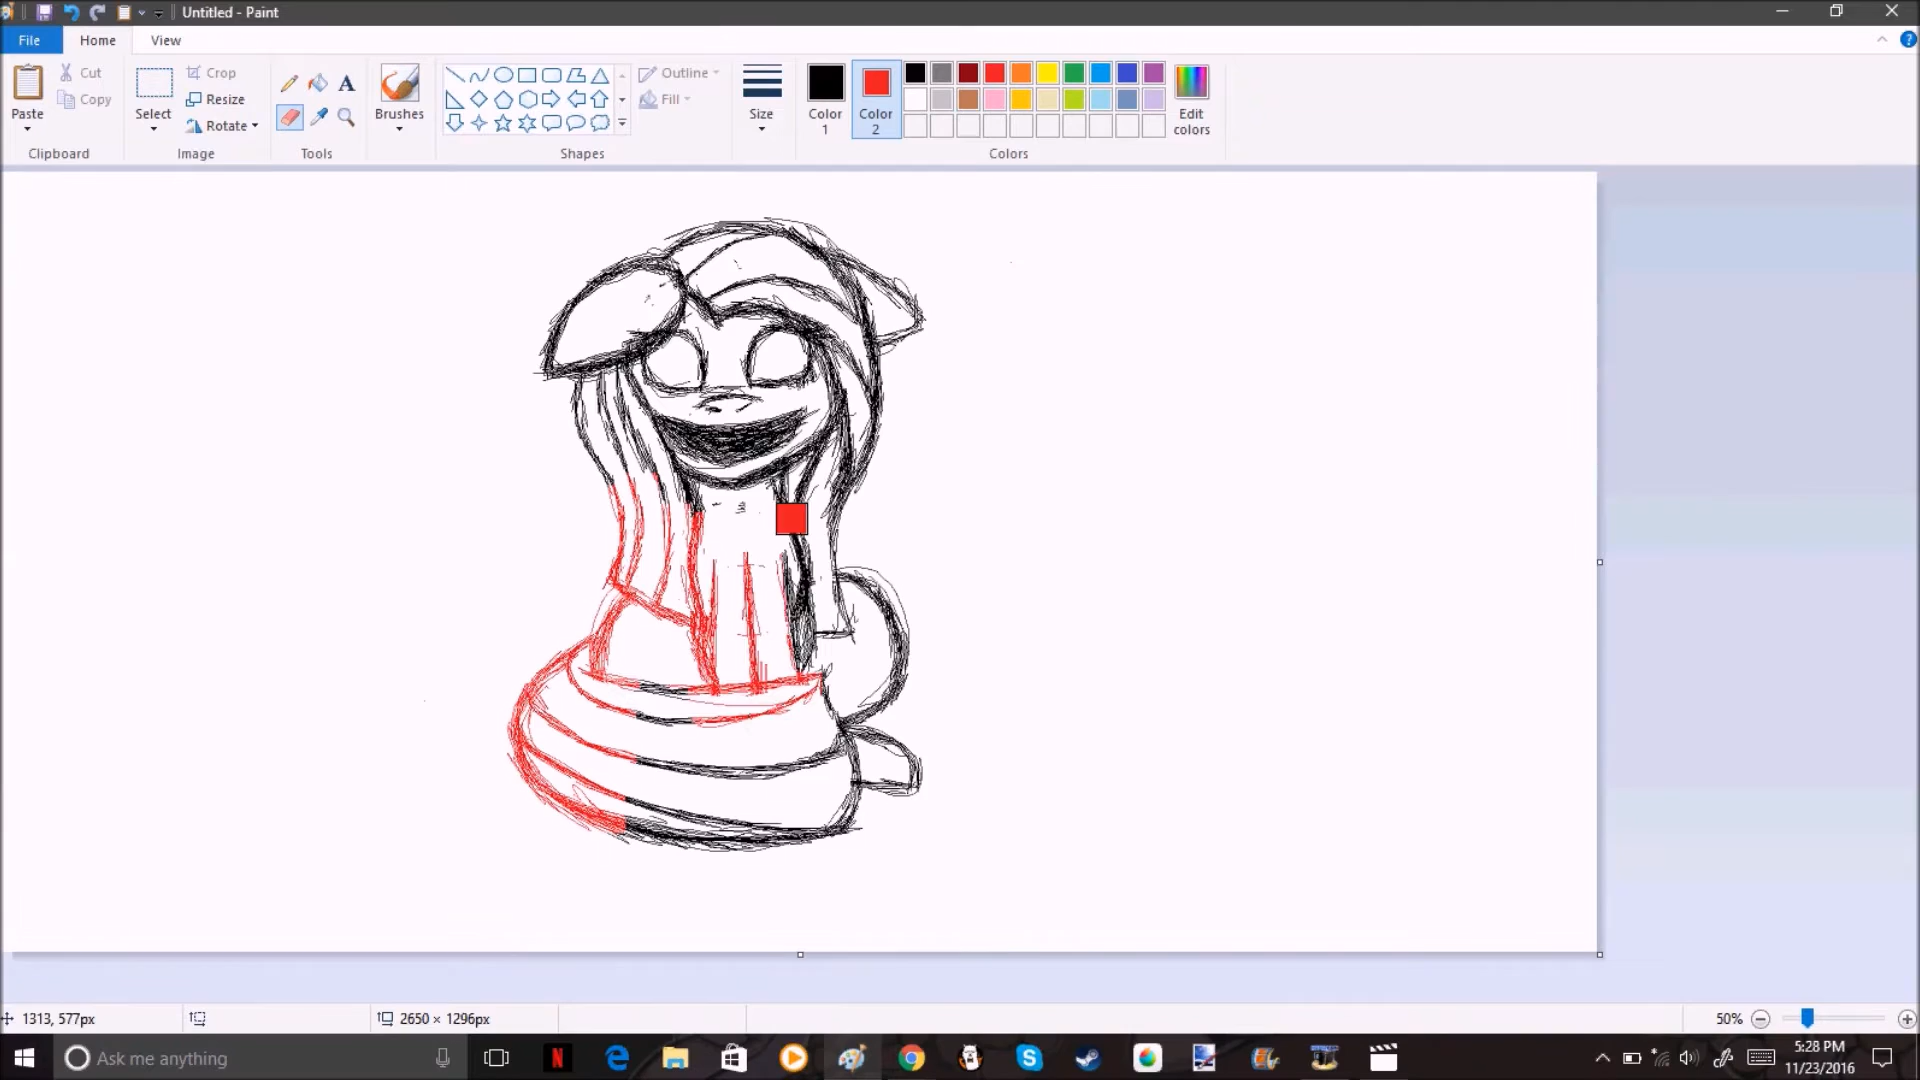 Untitled - Paint
File Home View
Paste
Cut
Copy
Clipboard
Select
Crop
Resize
Rotate
Image
A
Tools
Brushes
Outline
Fill
Shapes
Size
Color
1
Color
2
Edit
colors
Colors
1313, 577px
2650 × 1296px
50%
Ask me anything
5:28 PM
11/23/2016